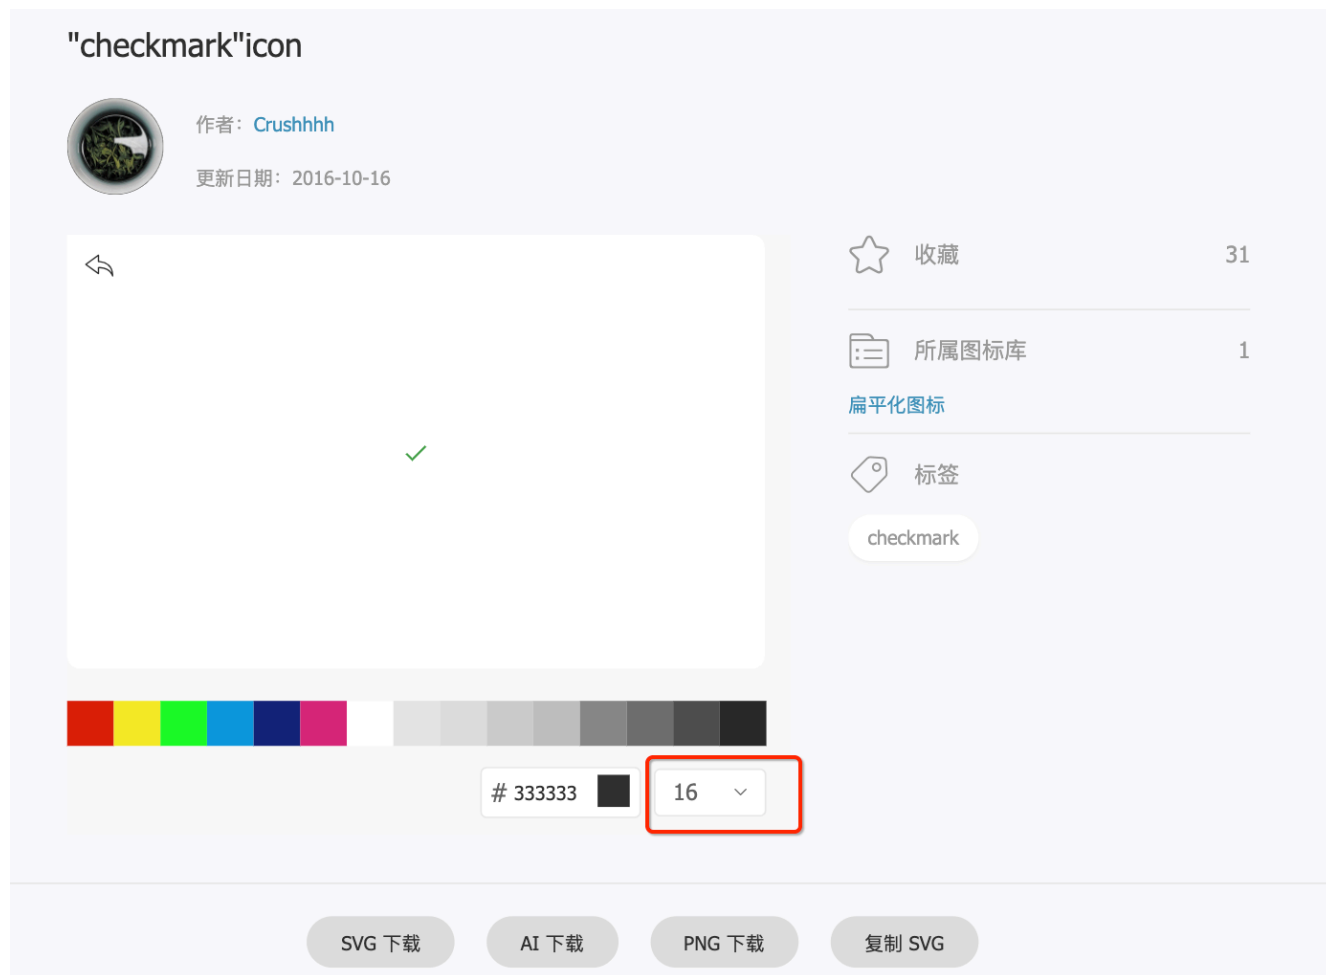 "checkmark"icon
作者：Crushhhh
更新日期：2016-10-16
收藏 31
所属图标库 1
扁平化图标
标签
checkmark
# 333333
16
SVG 下载
AI 下载
PNG 下载
复制 SVG